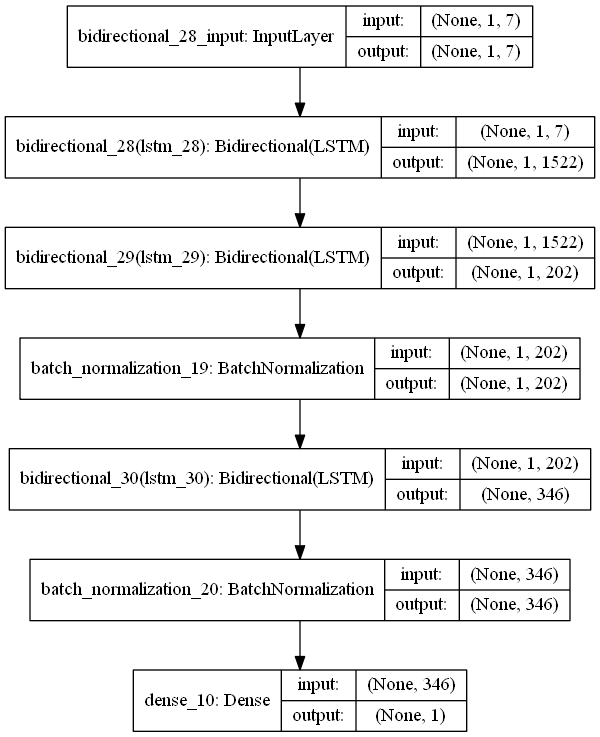 bidirectional_28_input: InputLayer
input: (None, 1, 7)
output: (None, 1, 7)
bidirectional_28(lstm_28): Bidirectional(LSTM)
input: (None, 1, 7)
output: (None, 1, 1522)
bidirectional_29(lstm_29): Bidirectional(LSTM)
input: (None, 1, 1522)
output: (None, 1, 202)
batch_normalization_19: BatchNormalization
input: (None, 1, 202)
output: (None, 1, 202)
bidirectional_30(lstm_30): Bidirectional(LSTM)
input: (None, 1, 202)
output: (None, 346)
batch_normalization_20: BatchNormalization
input: (None, 346)
output: (None, 346)
dense_10: Dense
input: (None, 346)
output: (None, 1)